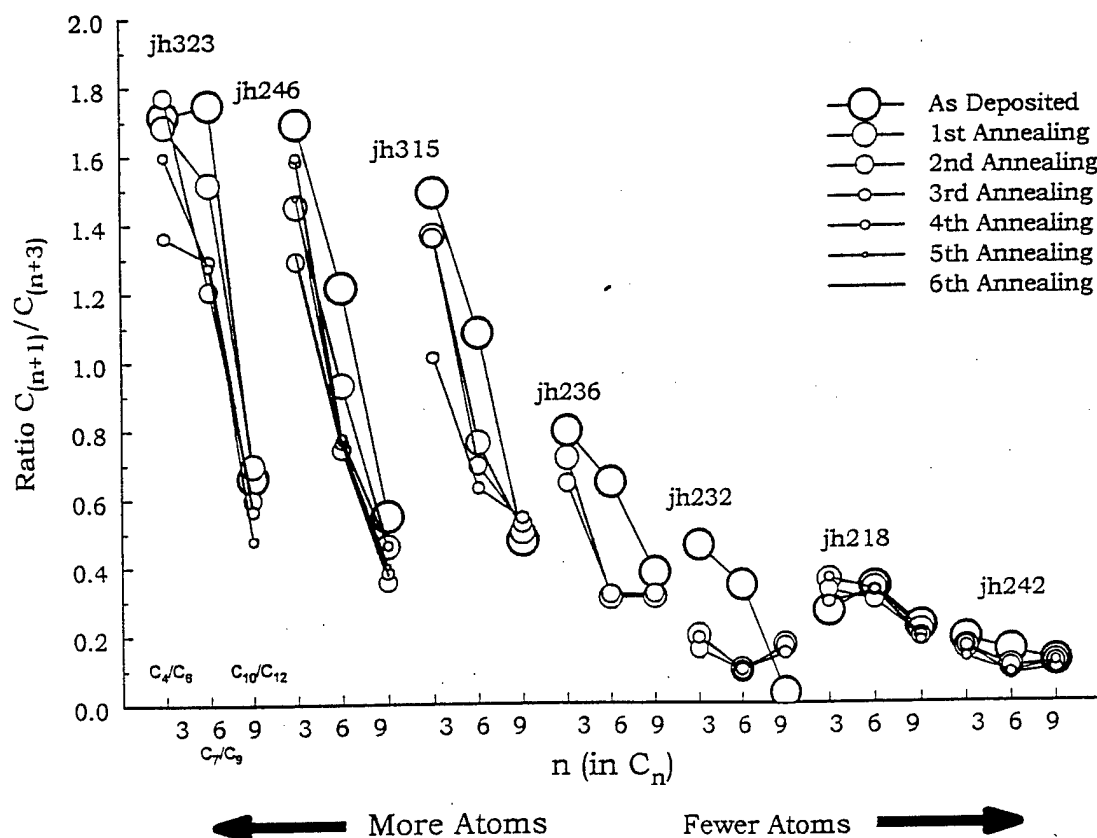 2.0
1.8
1.6
1.4
1.2
1.0
0.8
0.6
0.4
0.2
0.0
Ratio C(n+1)/C(n+3)
jh323
jh246
jh315
jh236
jh232
jh218
jh242
As Deposited
1st Annealing
2nd Annealing
3rd Annealing
4th Annealing
5th Annealing
6th Annealing
C4/C6 C10/C12
3 6 9 3 6 9 3 6 9 3 6 9 3 6 9 3 6 9 3 6 9
C7/C9
n (in Cn)
More Atoms Fewer Atoms